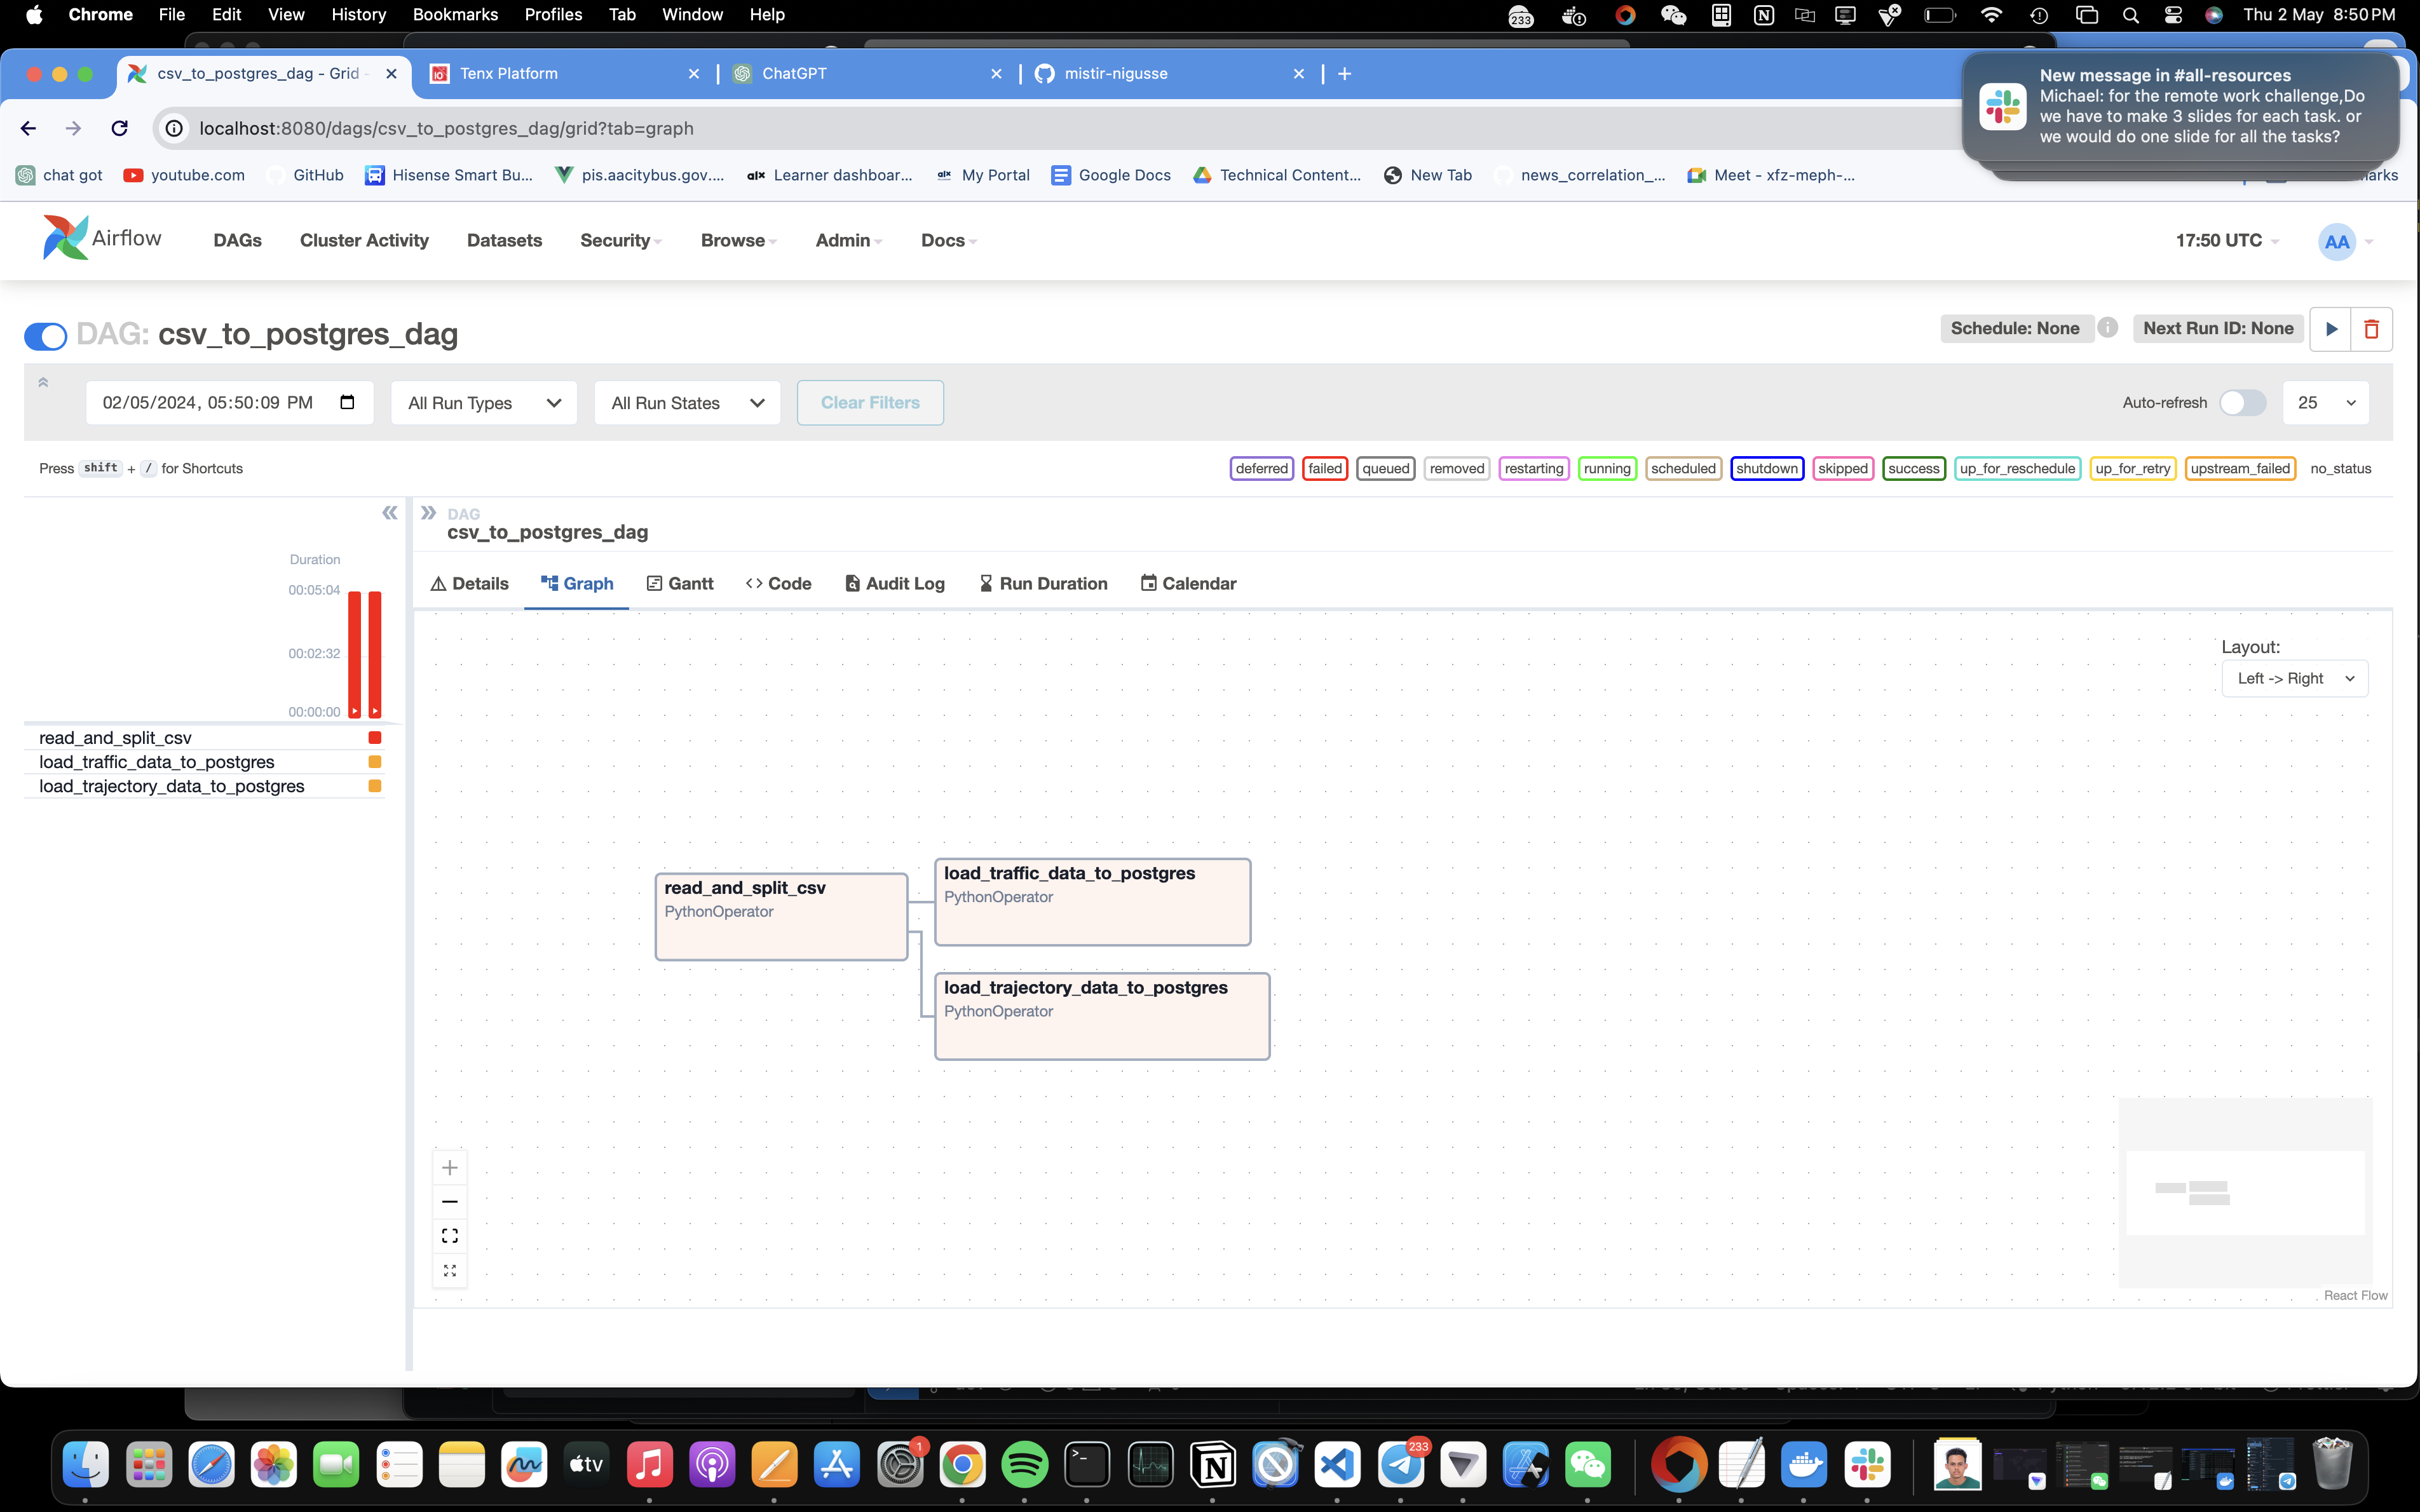 Chrome File Edit View History Bookmarks Profiles Tab Window Help
233
Thu 2 May 8:50 PM
csv_to_postgres_dag - Grid
Tenx Platform
ChatGPT
mistir-nigusse
New message in #all-resources
Michael: for the remote work challenge,Do
we have to make 3 slides for each task. or
we would do one slide for all the tasks?
localhost:8080/dags/csv_to_postgres_dag/grid?tab=graph
chat got
youtube.com
GitHub
Hisense Smart Bu...
pis.aacitybus.gov....
Learner dashboar...
My Portal
Google Docs
Technical Content...
New Tab
news_correlation_...
Meet - xfz-meph-...
Airflow
DAGs Cluster Activity Datasets Security Browse Admin Docs
17:50 UTC
AA
DAG: csv_to_postgres_dag
Schedule: None
Next Run ID: None
02/05/2024, 05:50:09 PM
All Run Types
All Run States
Clear Filters
Auto-refresh
25
Press shift + / for Shortcuts
deferred failed queued removed restarting running scheduled shutdown skipped success up_for_reschedule up_for_retry upstream_failed no_status
DAG
csv_to_postgres_dag
Duration
00:05:04
00:02:32
00:00:00
read_and_split_csv
load_traffic_data_to_postgres
load_trajectory_data_to_postgres
Details Graph Gantt Code Audit Log Run Duration Calendar
Layout:
Left -> Right
read_and_split_csv
PythonOperator
load_traffic_data_to_postgres
PythonOperator
load_trajectory_data_to_postgres
PythonOperator
React Flow
tv
1
233